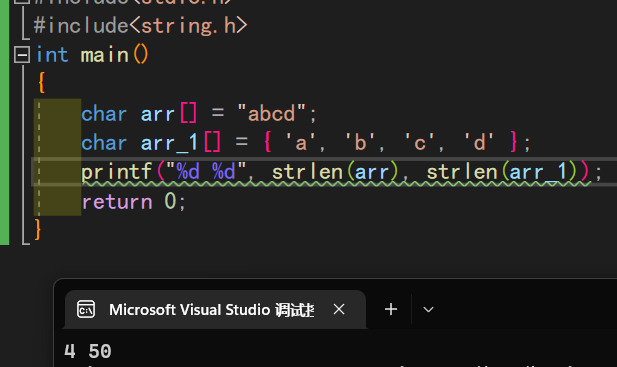 #include<stdio.h>
#include<string.h>
int main()
{
char arr[] = "abcd";
char arr_1[] = { 'a', 'b', 'c', 'd' };
printf("%d %d", strlen(arr), strlen(arr_1));
return 0;
}
Microsoft Visual Studio 调试
4 50